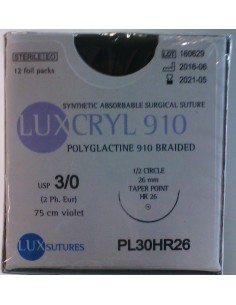 STERILE EO
12 foil packs
LOT 160629
2016-06
2021-05
SYNTHETIC ABSORBABLE SURGICAL SUTURE
LUXCRYL 910
POLYGLACTINE 910 BRAIDED
USP 3/0
(2 Ph. Eur)
75 cm violet
1/2 CIRCLE
26 mm
TAPER POINT
HR 26
LUXSUTURES
PL30HR26